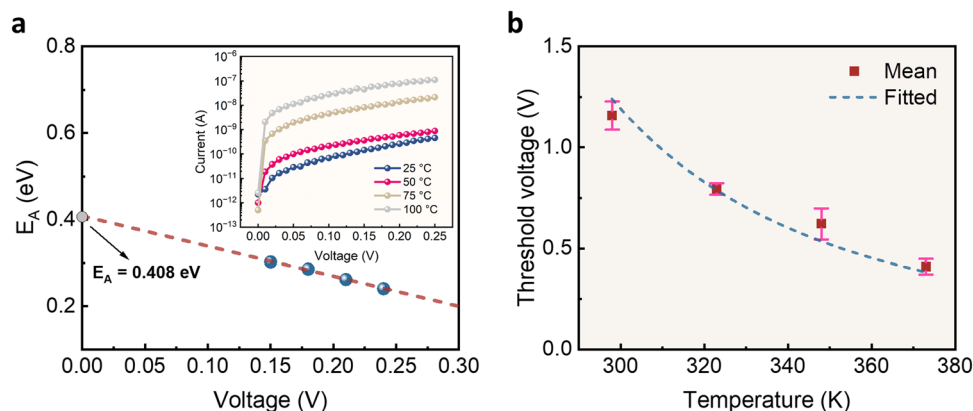 a
E_A (eV)
0.8
0.6
0.4
0.2
0.00
0.05
0.10
0.15
0.20
0.25
0.30
Voltage (V)
E_A = 0.408 eV
Current (A)
10⁻⁶
10⁻⁷
10⁻⁸
10⁻⁹
10⁻¹⁰
10⁻¹¹
10⁻¹²
10⁻¹³
25 °C
50 °C
75 °C
100 °C
0.00
0.05
0.10
0.15
0.20
0.25
Voltage (V)
b
Threshold voltage (V)
1.5
1.0
0.5
0.0
Mean
Fitted
300
320
340
360
380
Temperature (K)